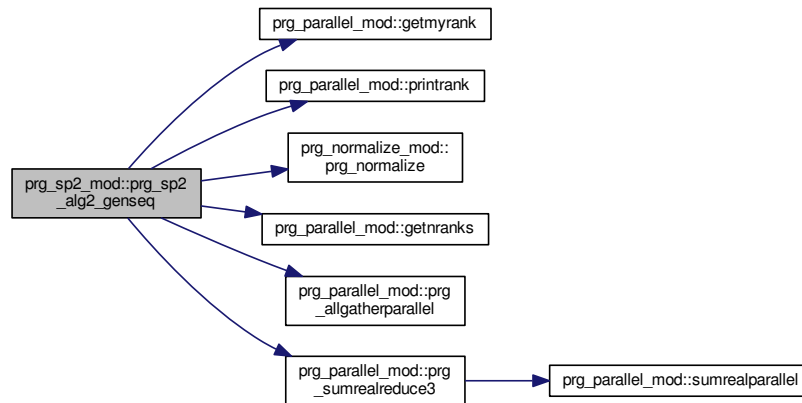 prg_parallel_mod::getmyrank
prg_parallel_mod::printrank
prg_normalize_mod::
prg_normalize
prg_sp2_mod::prg_sp2
_alg2_genseq
prg_parallel_mod::getnranks
prg_parallel_mod::prg
_allgatherparallel
prg_parallel_mod::prg
_sumrealreduce3
prg_parallel_mod::sumrealparallel